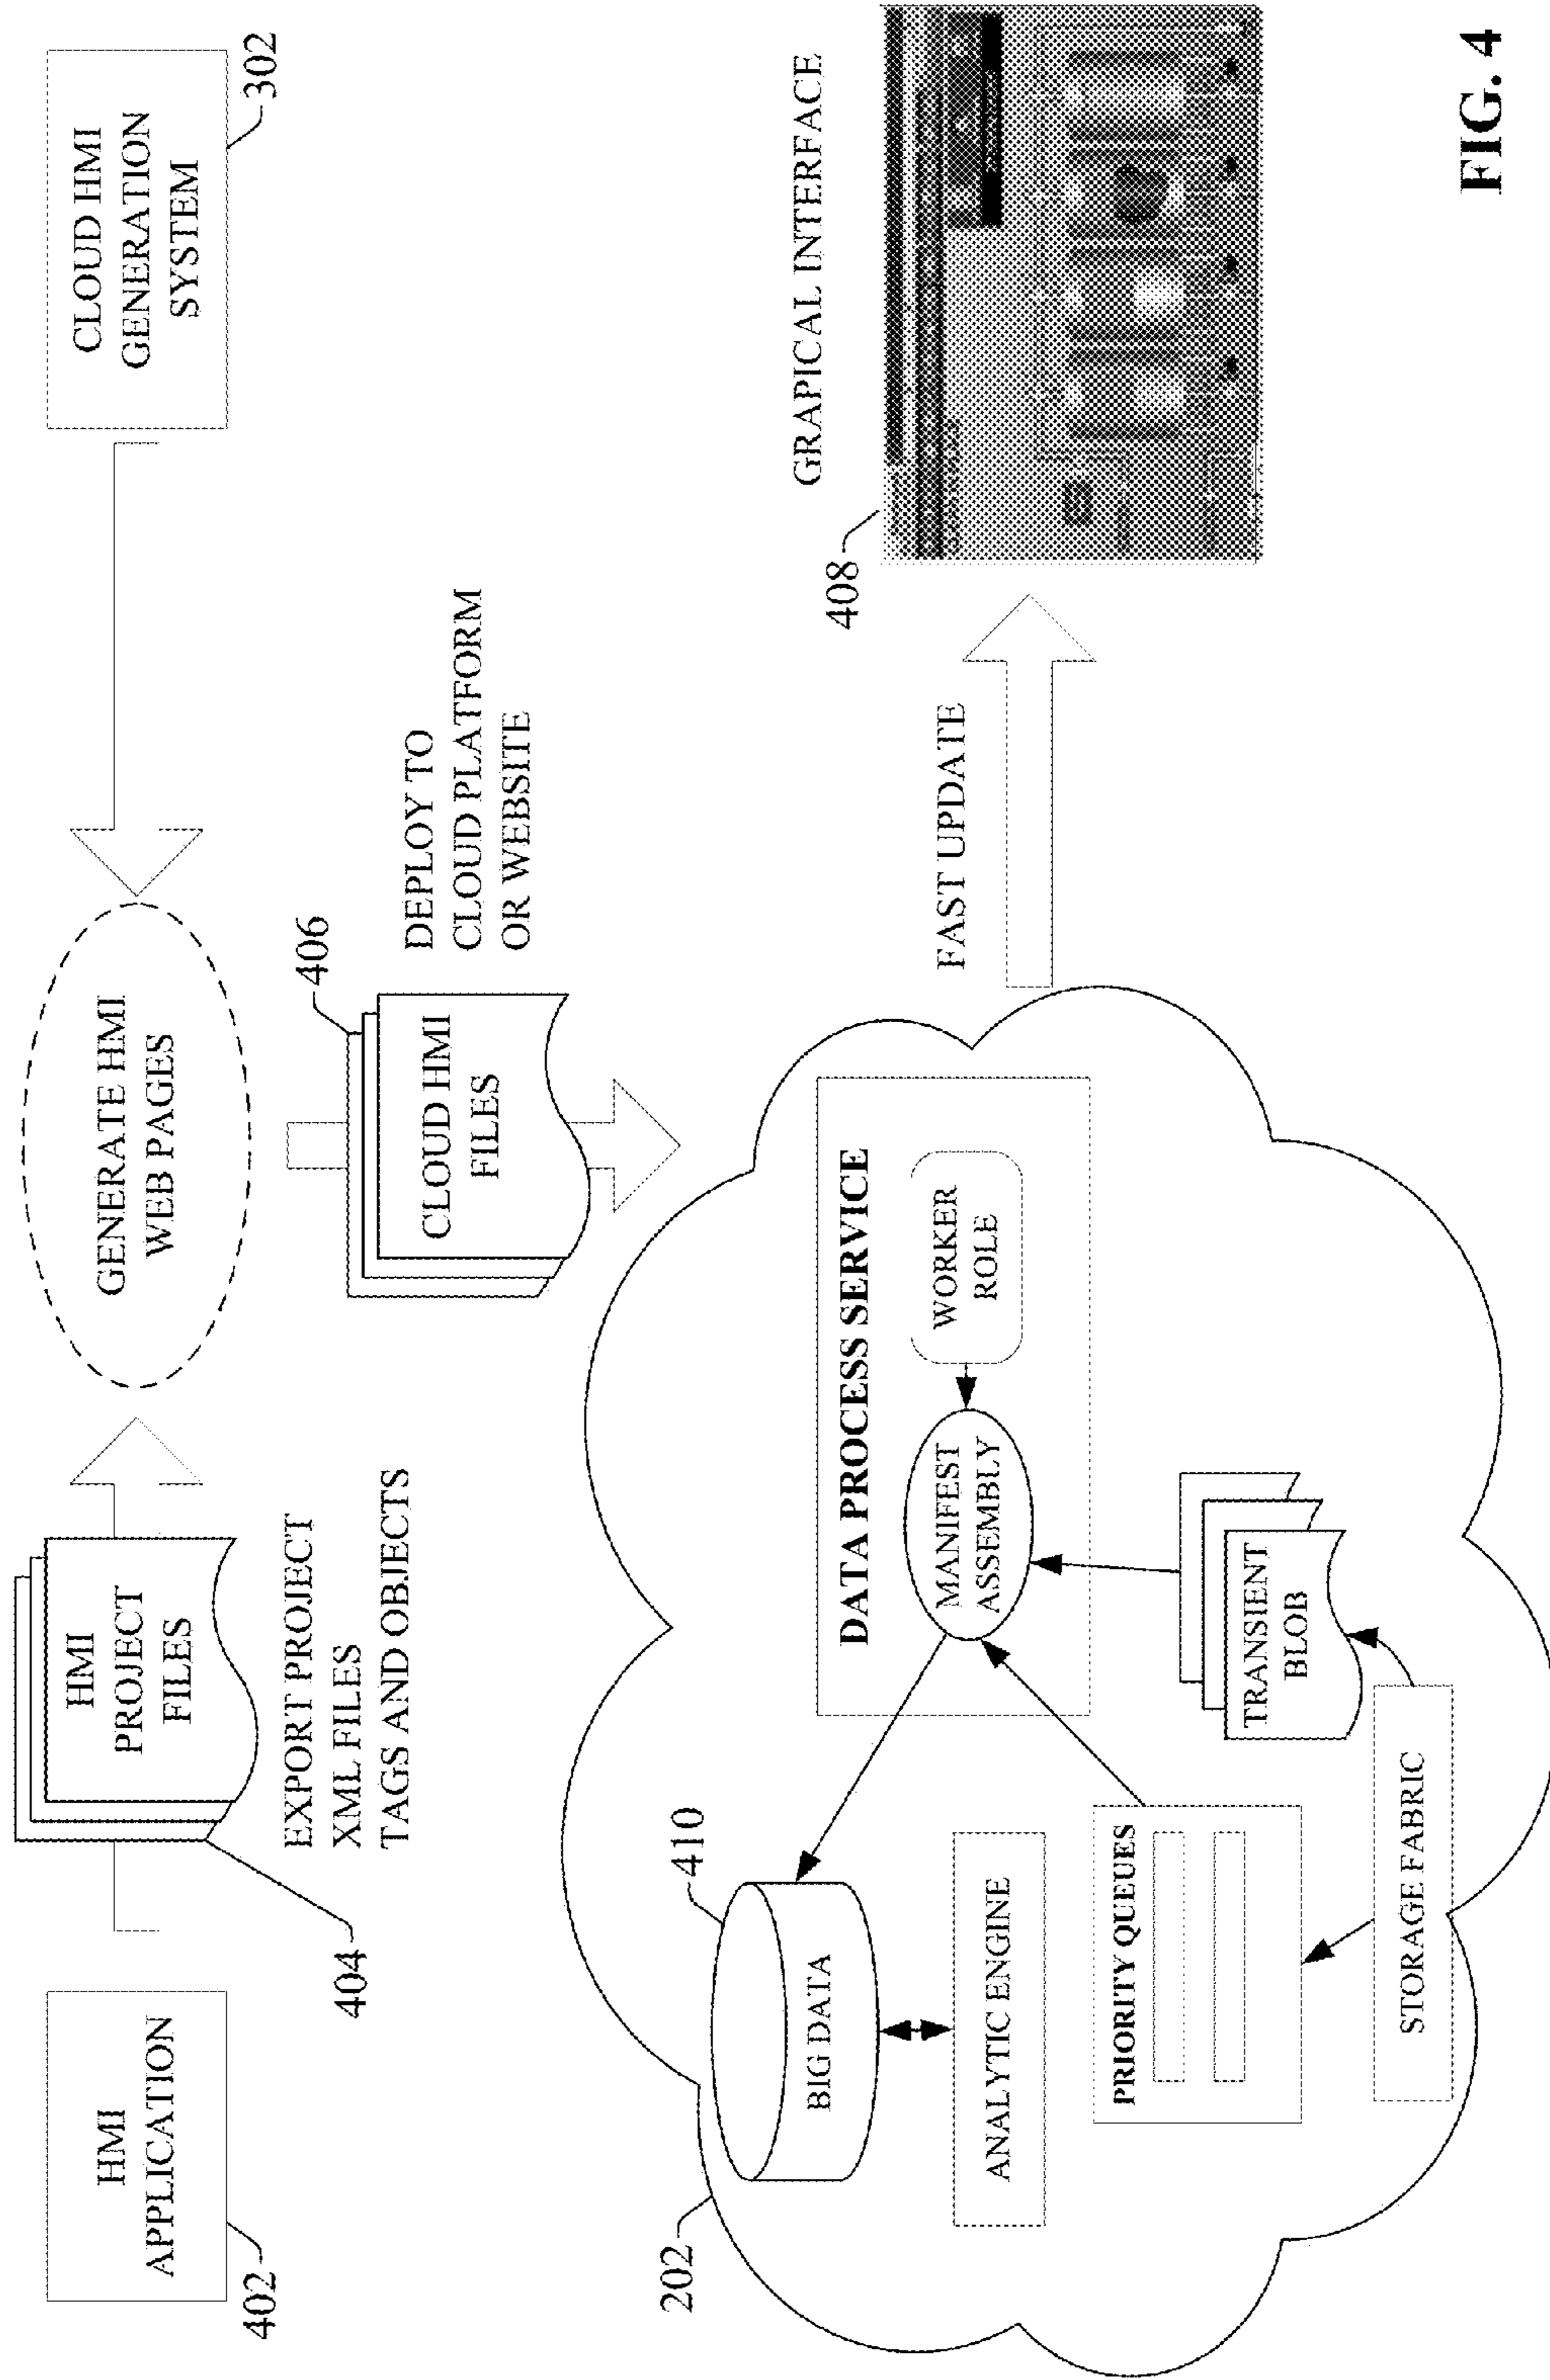 HMI
APPLICATION
402
HMI
PROJECT
FILES
404
EXPORT PROJECT
XML FILES
TAGS AND OBJECTS
GENERATE HMI
WEB PAGES
CLOUD HMI
GENERATION
SYSTEM
302
406
CLOUD HMI
FILES
DEPLOY TO
CLOUD PLATFORM
OR WEBSITE
202
410
BIG DATA
ANALYTIC ENGINE
PRIORITY QUEUES
STORAGE FABRIC
TRANSIENT
BLOB
DATA PROCESS SERVICE
MANIFEST
ASSEMBLY
WORKER
ROLE
FAST UPDATE
408
GRAPICAL INTERFACE
FIG. 4